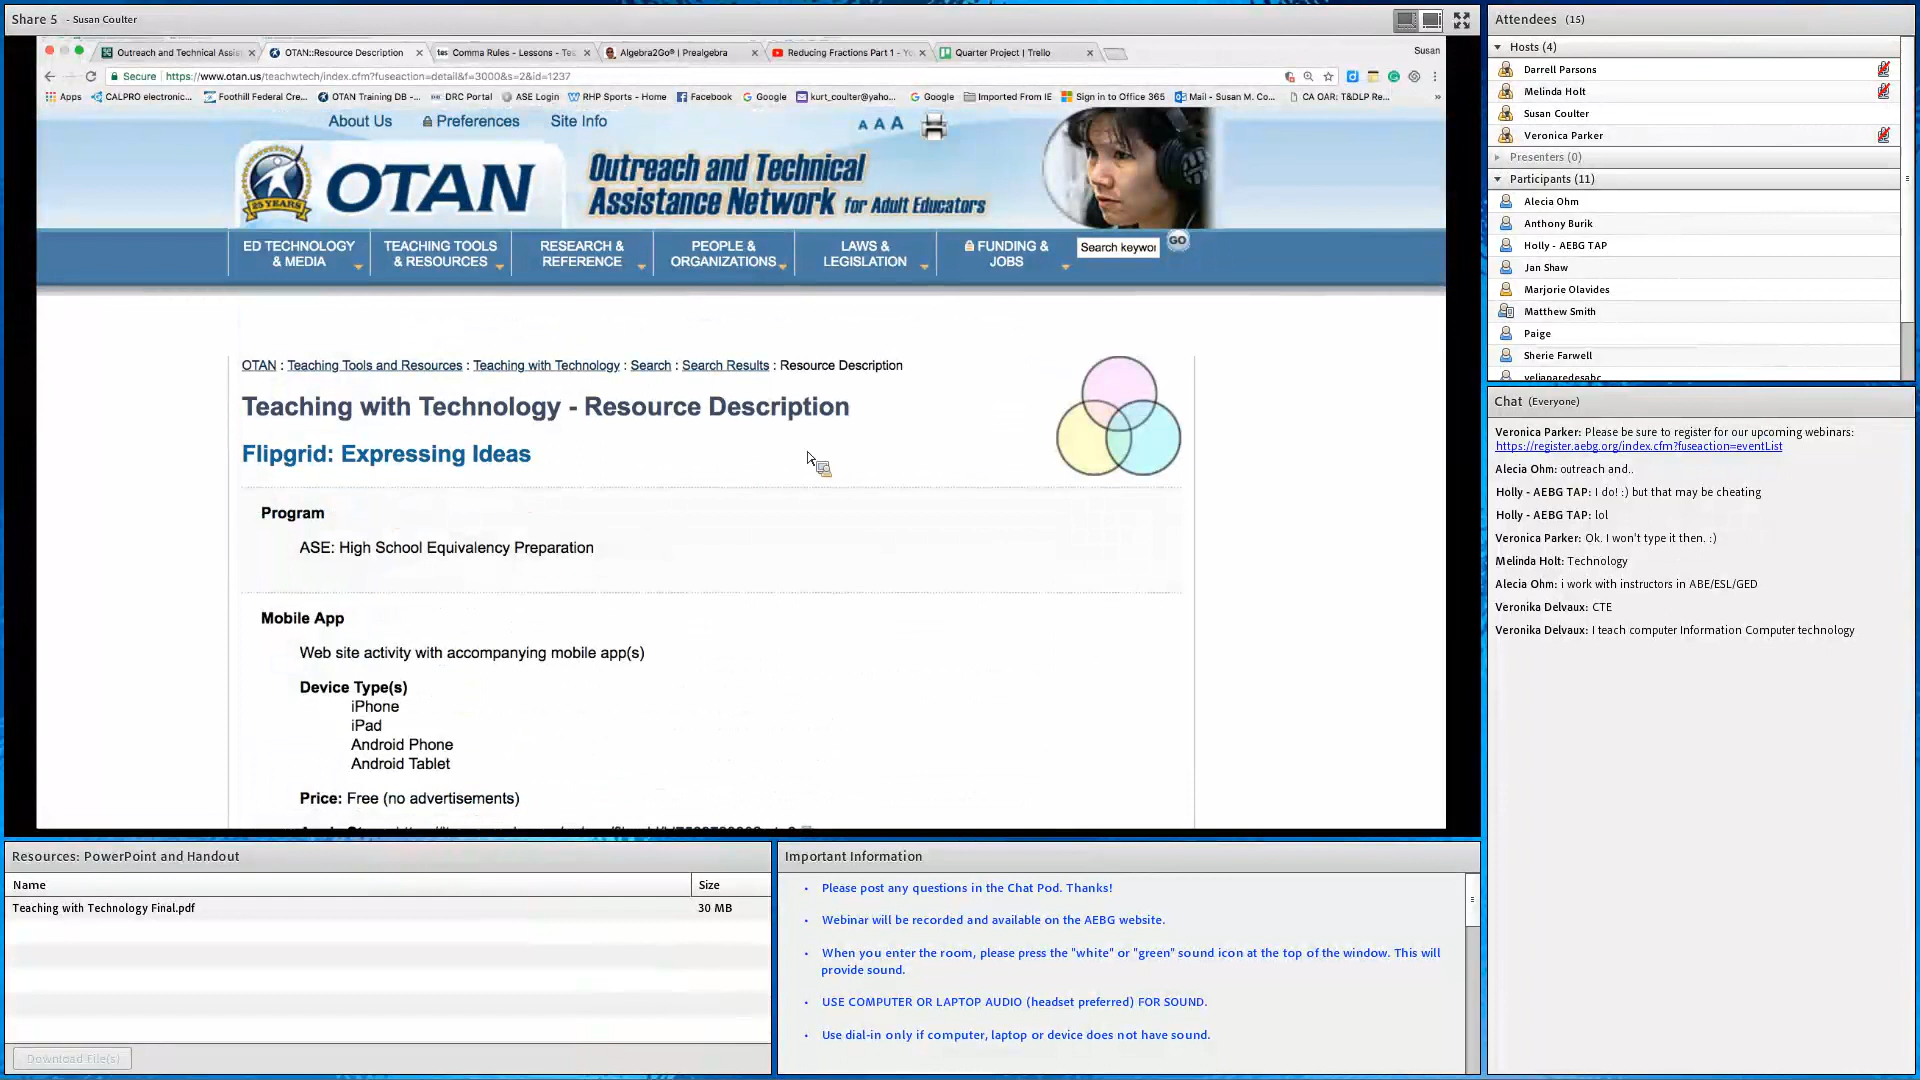 Share 5 - Susan Coulter
Outreach and Technical Assis
OTAN::Resource Description
tes Comma Rules - Lessons - Tes
Algebra2Go® | Prealgebra
Reducing Fractions Part 1 - Yo
Quarter Project | Trello
Susan
Secure https://www.otan.us/teachwtech/index.cfm?fuseaction=detail&f=3000&s=2&id=1237
Apps CALPRO electronic... Foothill Federal Cre... OTAN Training DB -... DRC Portal ASE Login RHP Sports - Home Facebook Google kurt_coulter@yaho... Google Imported From IE Sign in to Office 365 Mail - Susan M. Co... CA OAR: T&DLP Re... »
About Us Preferences Site Info A A A
25 YEARS
OTAN
Outreach and Technical
Assistance Network for Adult Educators
ED TECHNOLOGY & MEDIA
TEACHING TOOLS & RESOURCES
RESEARCH & REFERENCE
PEOPLE & ORGANIZATIONS
LAWS & LEGISLATION
FUNDING & JOBS
Search keywor GO
OTAN : Teaching Tools and Resources : Teaching with Technology : Search : Search Results : Resource Description
Teaching with Technology - Resource Description
Flipgrid: Expressing Ideas
Program
ASE: High School Equivalency Preparation
Mobile App
Web site activity with accompanying mobile app(s)
Device Type(s)
iPhone
iPad
Android Phone
Android Tablet
Price: Free (no advertisements)
Attendees (15)
Hosts (4)
Darrell Parsons
Melinda Holt
Susan Coulter
Veronica Parker
Presenters (0)
Participants (11)
Alecia Ohm
Anthony Burik
Holly - AEBG TAP
Jan Shaw
Marjorie Olavides
Matthew Smith
Paige
Sherie Farwell
veliaparedesabc
Chat (Everyone)
Veronica Parker: Please be sure to register for our upcoming webinars:
https://register.aebg.org/index.cfm?fuseaction=eventList
Alecia Ohm: outreach and..
Holly - AEBG TAP: I do! :) but that may be cheating
Holly - AEBG TAP: lol
Veronica Parker: Ok. I won't type it then. :)
Melinda Holt: Technology
Alecia Ohm: i work with instructors in ABE/ESL/GED
Veronika Delvaux: CTE
Veronika Delvaux: I teach computer Information Computer technology
Resources: PowerPoint and Handout
Name Size
Teaching with Technology Final.pdf 30 MB
Download File(s)
Important Information
• Please post any questions in the Chat Pod. Thanks!
• Webinar will be recorded and available on the AEBG website.
• When you enter the room, please press the "white" or "green" sound icon at the top of the window. This will
provide sound.
• USE COMPUTER OR LAPTOP AUDIO (headset preferred) FOR SOUND.
• Use dial-in only if computer, laptop or device does not have sound.